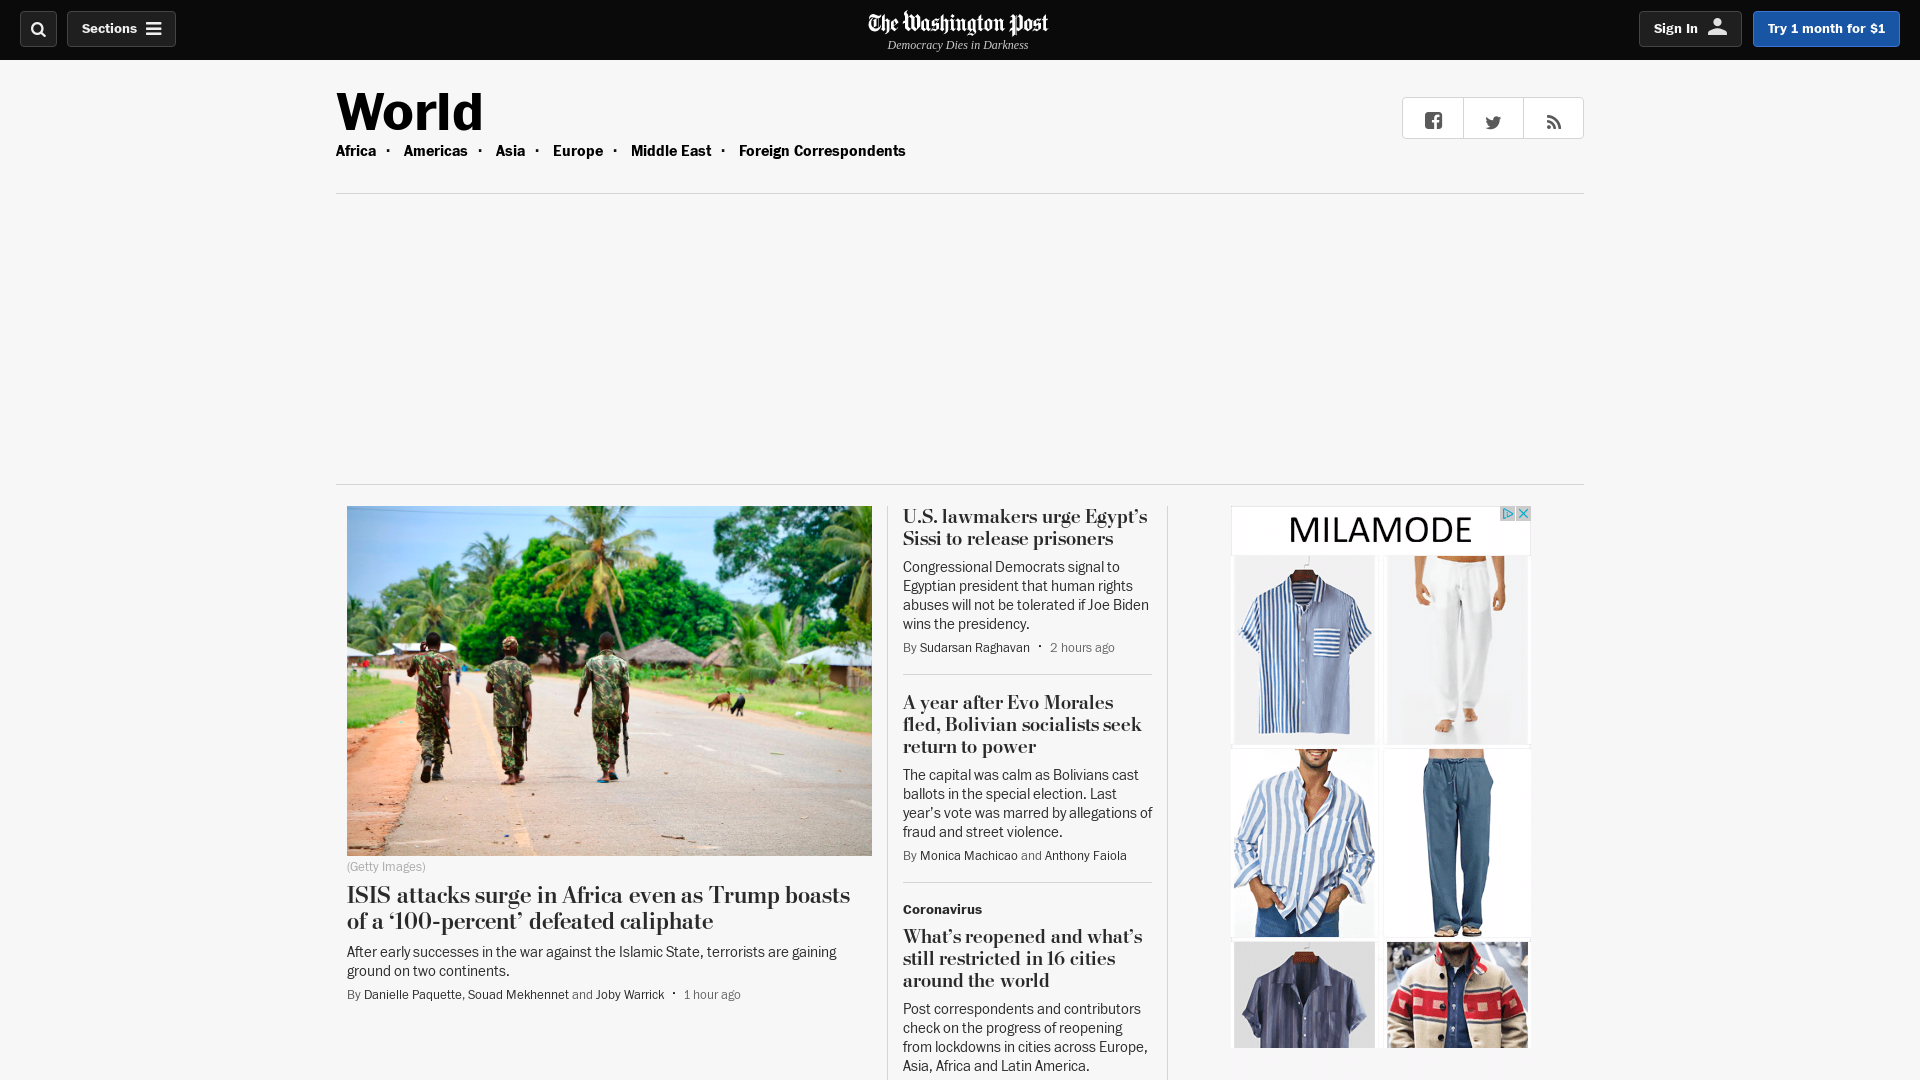 Sections
The Washington Post
Democracy Dies in Darkness
Sign In
Try 1 month for $1
World
Africa · Americas · Asia · Europe · Middle East · Foreign Correspondents
(Getty Images)
ISIS attacks surge in Africa even as Trump boasts
of a ‘100-percent’ defeated caliphate
After early successes in the war against the Islamic State, terrorists are gaining
ground on two continents.
By Danielle Paquette, Souad Mekhennet and Joby Warrick · 1 hour ago
U.S. lawmakers urge Egypt’s
Sissi to release prisoners
Congressional Democrats signal to
Egyptian president that human rights
abuses will not be tolerated if Joe Biden
wins the presidency.
By Sudarsan Raghavan · 2 hours ago
A year after Evo Morales
fled, Bolivian socialists seek
return to power
The capital was calm as Bolivians cast
ballots in the special election. Last
year’s vote was marred by allegations of
fraud and street violence.
By Monica Machicao and Anthony Faiola
Coronavirus
What’s reopened and what’s
still restricted in 16 cities
around the world
Post correspondents and contributors
check on the progress of reopening
from lockdowns in cities across Europe,
Asia, Africa and Latin America.
MILAMODE